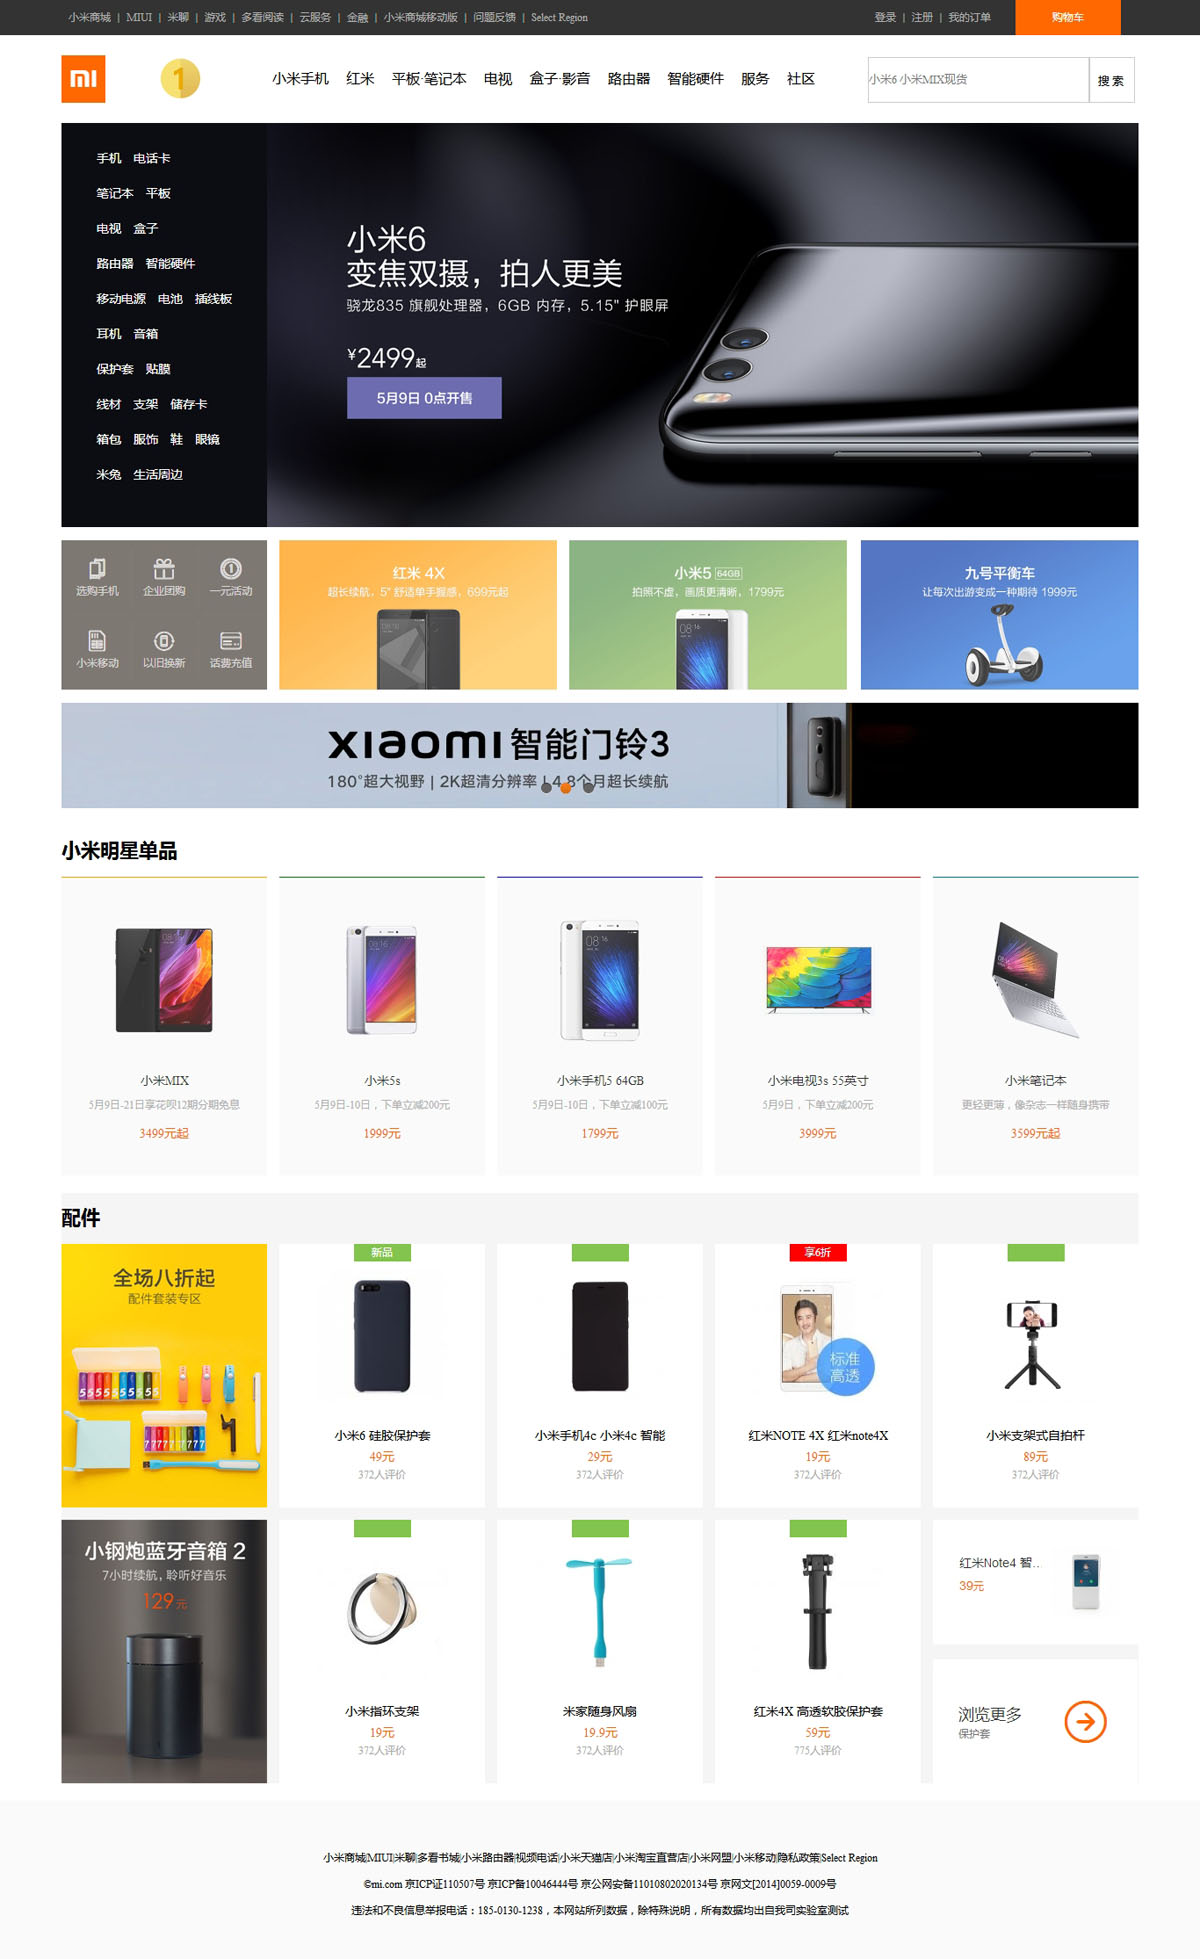 小米商城 | MIUI | 米聊 | 游戏 | 多看阅读 | 云服务 | 金融 | 小米商城移动版 | 问题反馈 | Select Region
登录 | 注册 | 我的订单
购物车
mi
1
小米手机 红米 平板·笔记本 电视 盒子·影音 路由器 智能硬件 服务 社区
小米6 小米MIX现货
搜 索
手机 电话卡
笔记本 平板
电视 盒子
路由器 智能硬件
移动电源 电池 插线板
耳机 音箱
保护套 贴膜
线材 支架 储存卡
箱包 服饰 鞋 眼镜
米兔 生活周边
小米6
变焦双摄，拍人更美
骁龙835 旗舰处理器，6GB 内存，5.15" 护眼屏
¥2499起
5月9日 0点开售
选购手机 企业团购 一元活动
小米移动 以旧换新 话费充值
红米 4X
超长续航，5" 舒适单手握感，699元起
小米5 64GB
拍照不虚，画质更清晰，1799元
08:16
九号平衡车
让每次出游变成一种期待 1999元
xiaomi 智能门铃3
180°超大视野 | 2K超清分辨率 | 4.8个月超长续航
小米明星单品
小米MIX
5月9日-21日享花呗12期分期免息
3499元起
小米5s
5月9日-10日，下单立减200元
1999元
小米手机5 64GB
5月9日-10日，下单立减100元
1799元
小米电视3s 55英寸
5月9日，下单立减200元
3999元
小米笔记本
更轻更薄，像杂志一样随身携带
3599元起
配件
全场八折起
配件套装专区
新品
小米6 硅胶保护套
49元
372人评价
小米手机4c 小米4c 智能
29元
372人评价
享6折
标准
高透
红米NOTE 4X 红米note4X
19元
372人评价
小米支架式自拍杆
89元
372人评价
小钢炮蓝牙音箱 2
7小时续航，聆听好音乐
129元
小米指环支架
19元
372人评价
米家随身风扇
19.9元
372人评价
红米4X 高透软胶保护套
59元
775人评价
红米Note4 智...
39元
浏览更多
保护套
小米商城|MIUI|米聊|多看书城|小米路由器|视频电话|小米天猫店|小米淘宝直营店|小米网盟|小米移动|隐私政策|Select Region
©mi.com 京ICP证110507号 京ICP备10046444号 京公网安备11010802020134号 京网文[2014]0059-0009号
违法和不良信息举报电话：185-0130-1238，本网站所列数据，除特殊说明，所有数据均出自我司实验室测试